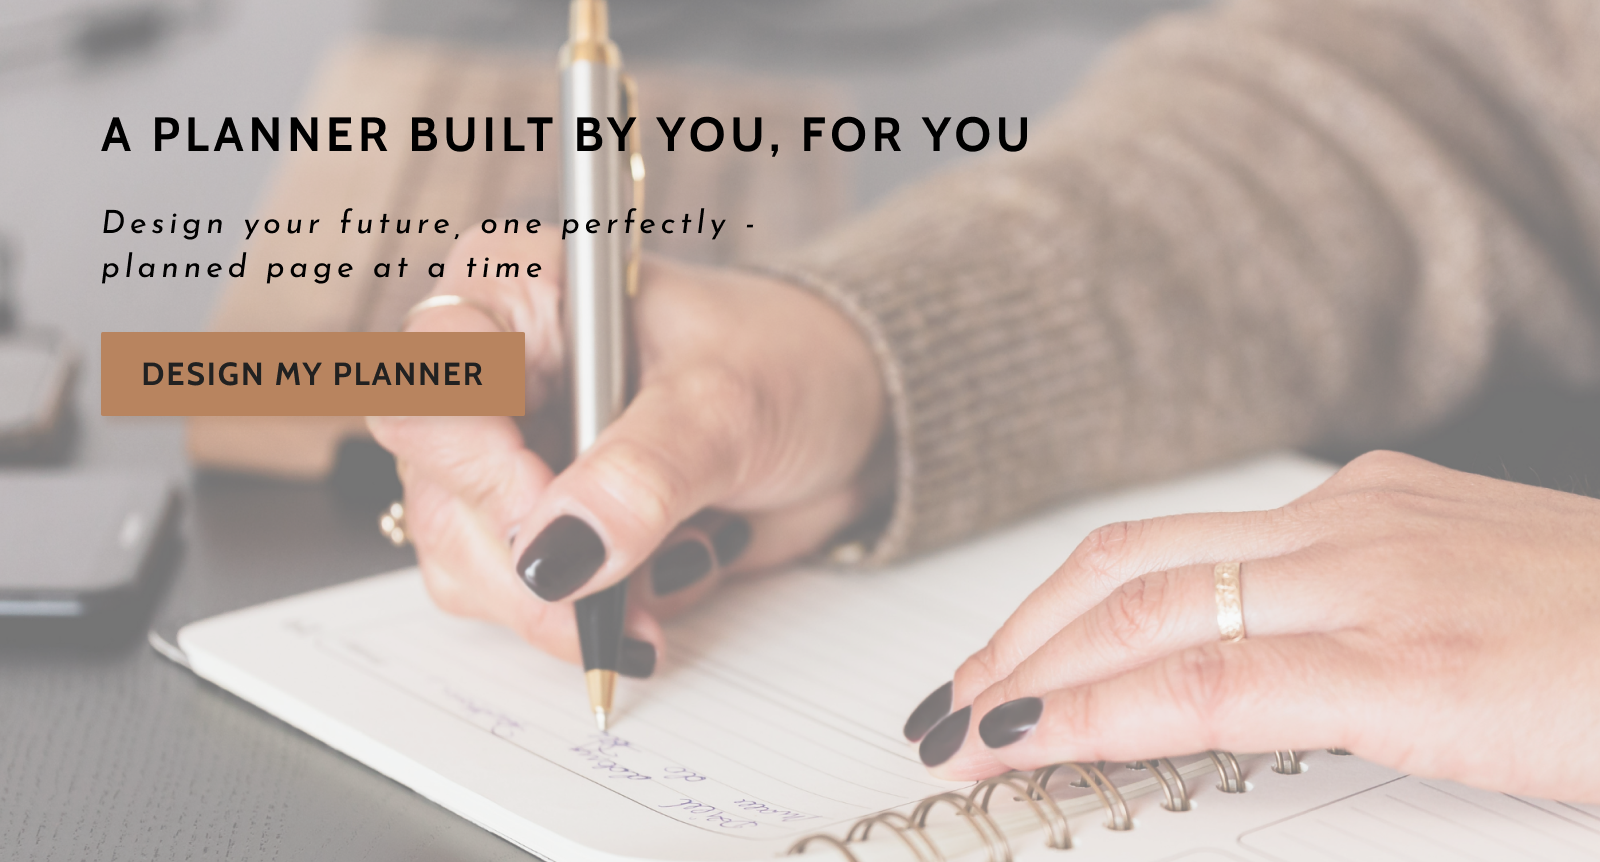 A PLANNER BUILT BY YOU, FOR YOU
Design your future, one perfectly -
planned page at a time
DESIGN MY PLANNER